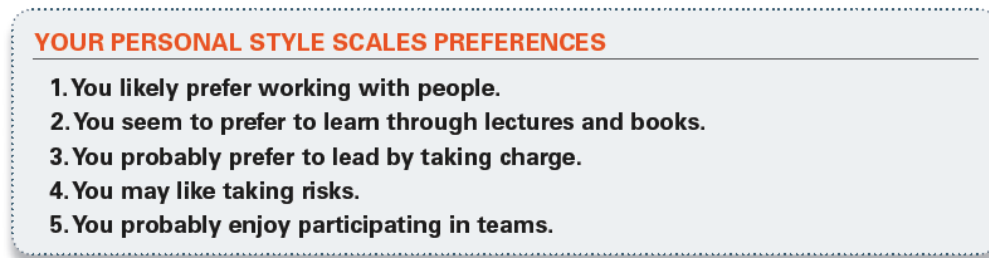 YOUR PERSONAL STYLE SCALES PREFERENCES
1. You likely prefer working with people.
2. You seem to prefer to learn through lectures and books.
3. You probably prefer to lead by taking charge.
4. You may like taking risks.
5. You probably enjoy participating in teams.